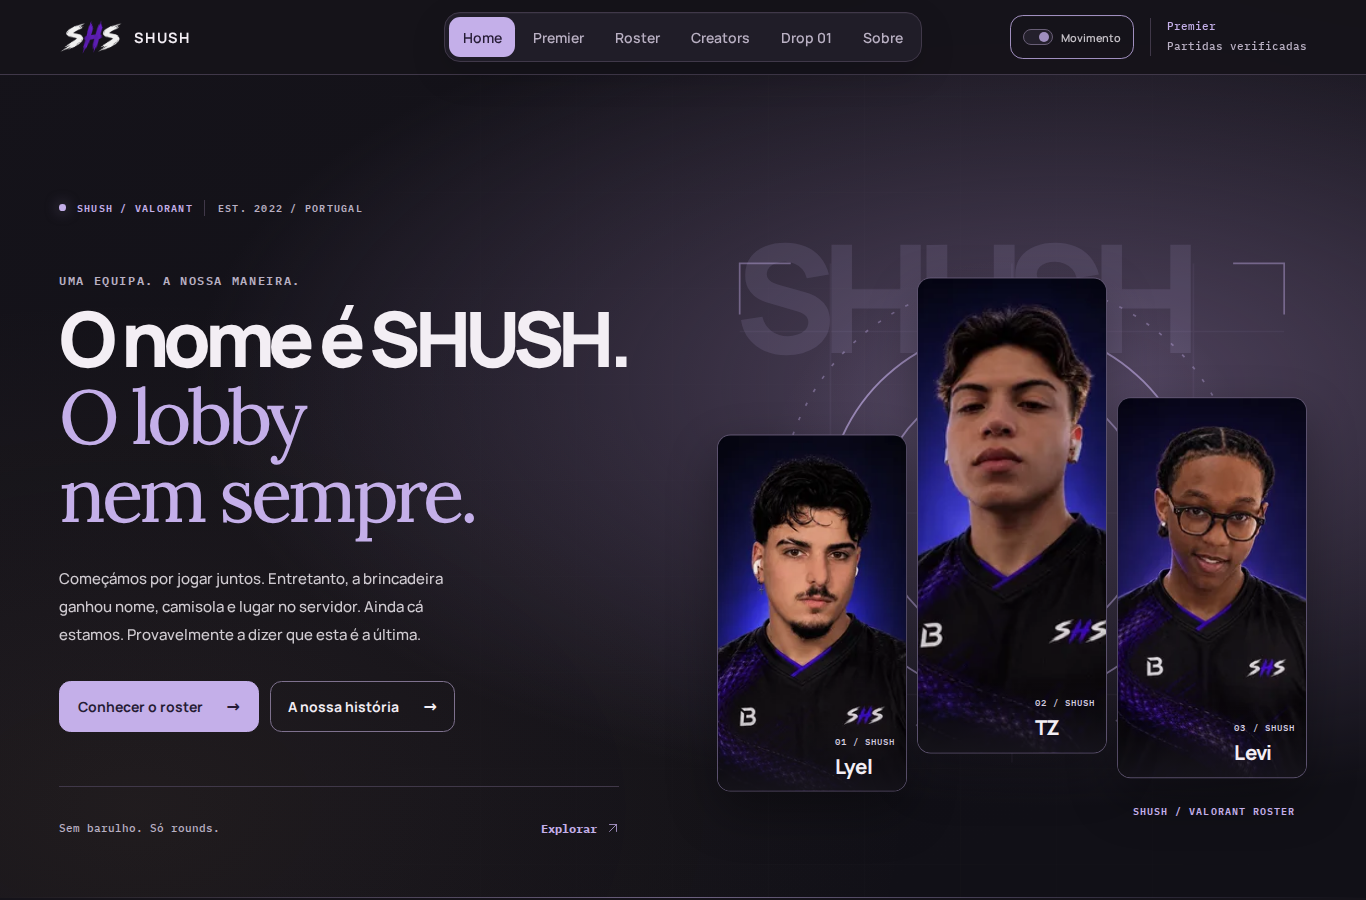 SHS SHUSH
Home
Premier
Roster
Creators
Drop 01
Sobre
Movimento
Premier
Partidas verificadas
SHUSH / VALORANT
EST. 2022 / PORTUGAL
UMA EQUIPA. A NOSSA MANEIRA.
O nome é SHUSH.
O lobby
nem sempre.
Começámos por jogar juntos. Entretanto, a brincadeira
ganhou nome, camisola e lugar no servidor. Ainda cá
estamos. Provavelmente a dizer que esta é a última.
Conhecer o roster →
A nossa história →
Sem barulho. Só rounds.
Explorar
SHUSH
B SHS
01 / SHUSH
Lyel
B SHS
02 / SHUSH
TZ
B SHS
03 / SHUSH
Levi
SHUSH / VALORANT ROSTER